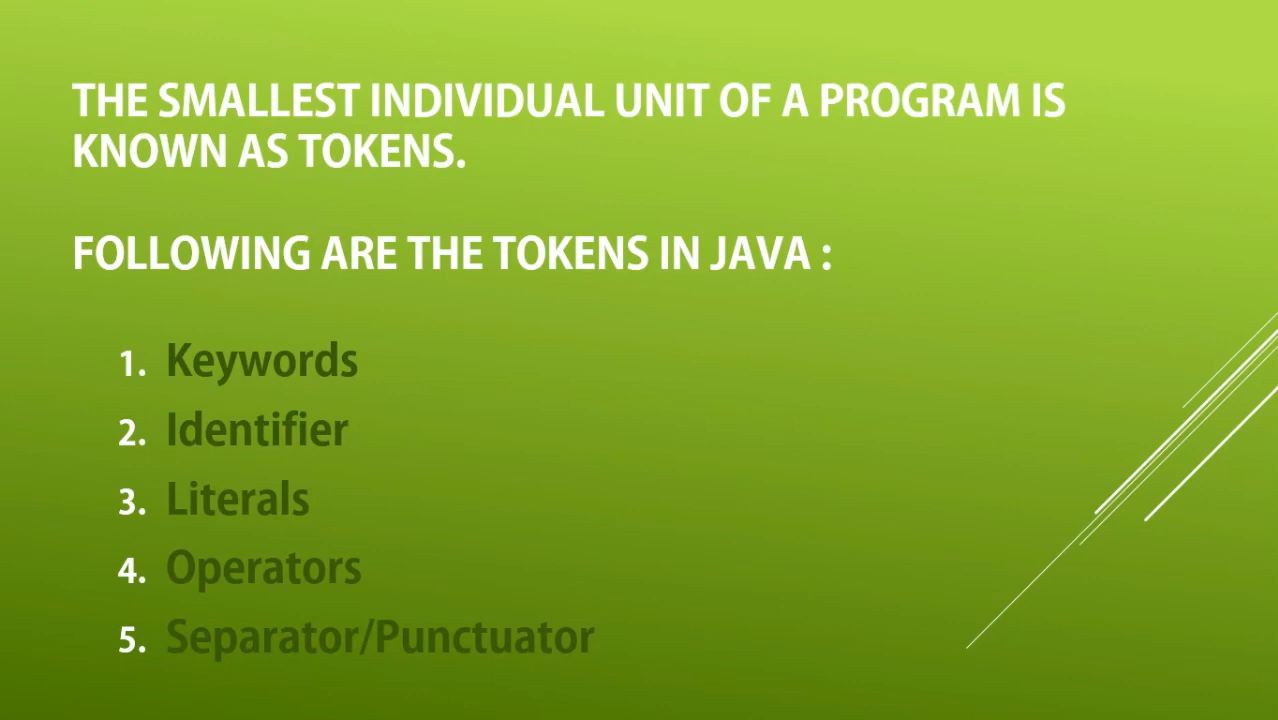 THE SMALLEST INDIVIDUAL UNIT OF A PROGRAM IS
KNOWN AS TOKENS.
FOLLOWING ARE THE TOKENS IN JAVA :
1. Keywords
2. Identifier
3. Literals
4. Operators
5. Separator/Punctuator